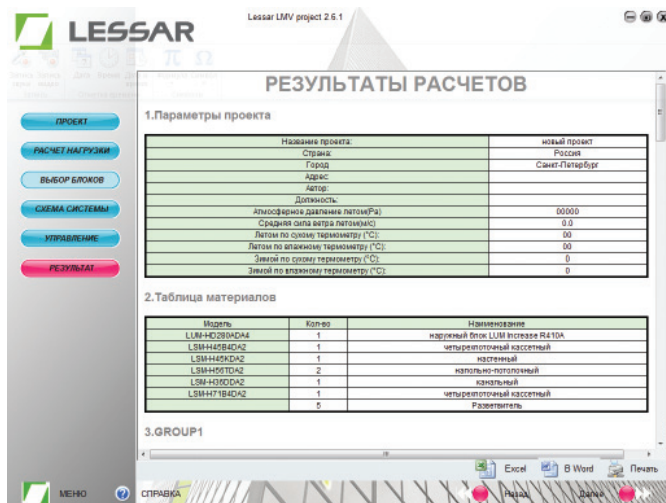 LESSAR
Lessar LMV project 2.6.1
РЕЗУЛЬТАТЫ РАСЧЕТОВ
ПРОЕКТ
РАСЧЕТ НАГРУЗКИ
ВЫБОР БЛОКОВ
СХЕМА СИСТЕМЫ
УПРАВЛЕНИЕ
РЕЗУЛЬТАТ
1.Параметры проекта
Название проекта: новый проект
Страна: Россия
Город Санкт-Петербург
Адрес:
Автор:
Должность:
Атмосферное давление летом(Pa) 00000
Средняя сила ветра летом(м/с) 0.0
Летом по сухому термометру (°C): 00
Летом по влажному термометру (°C): 00
Зимой по сухому термометру (°C): 0
Зимой по влажному термометру (°C): 0
2.Таблица материалов
Модель Кол-во Наименование
LUM-HD280ADA4 1 наружный блок LUM Increase R410A
LSM-H45B4DA2 1 четырехпоточный кассетный
LSM-H45KDA2 1 настенный
LSM-H56TDA2 2 напольно-потолочный
LSM-H36DDA2 1 канальный
LSM-H71B4DA2 1 четырехпоточный кассетный
5 Разветвитель
3.GROUP1
Excel В Word Печать
МЕНЮ СПРАВКА Назад Далее